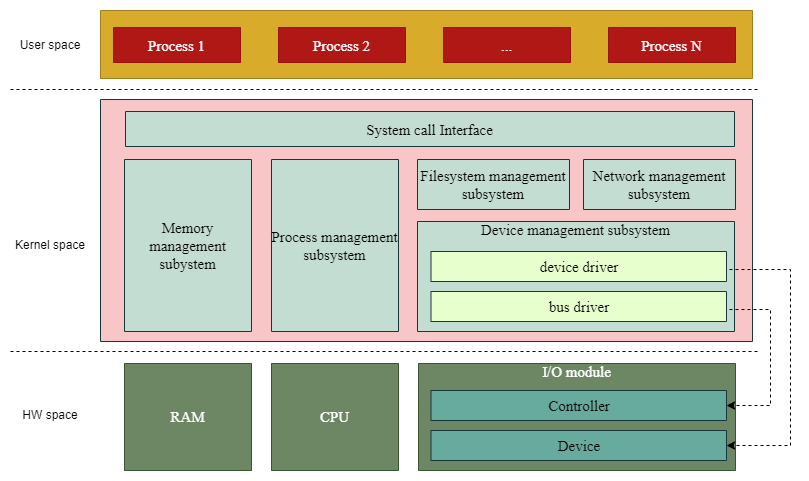 User space
Process 1
Process 2
...
Process N
Kernel space
System call Interface
Memory
management
subystem
Process management
subsystem
Filesystem management
subsystem
Network management
subsystem
Device management subsystem
device driver
bus driver
HW space
RAM
CPU
I/O module
Controller
Device